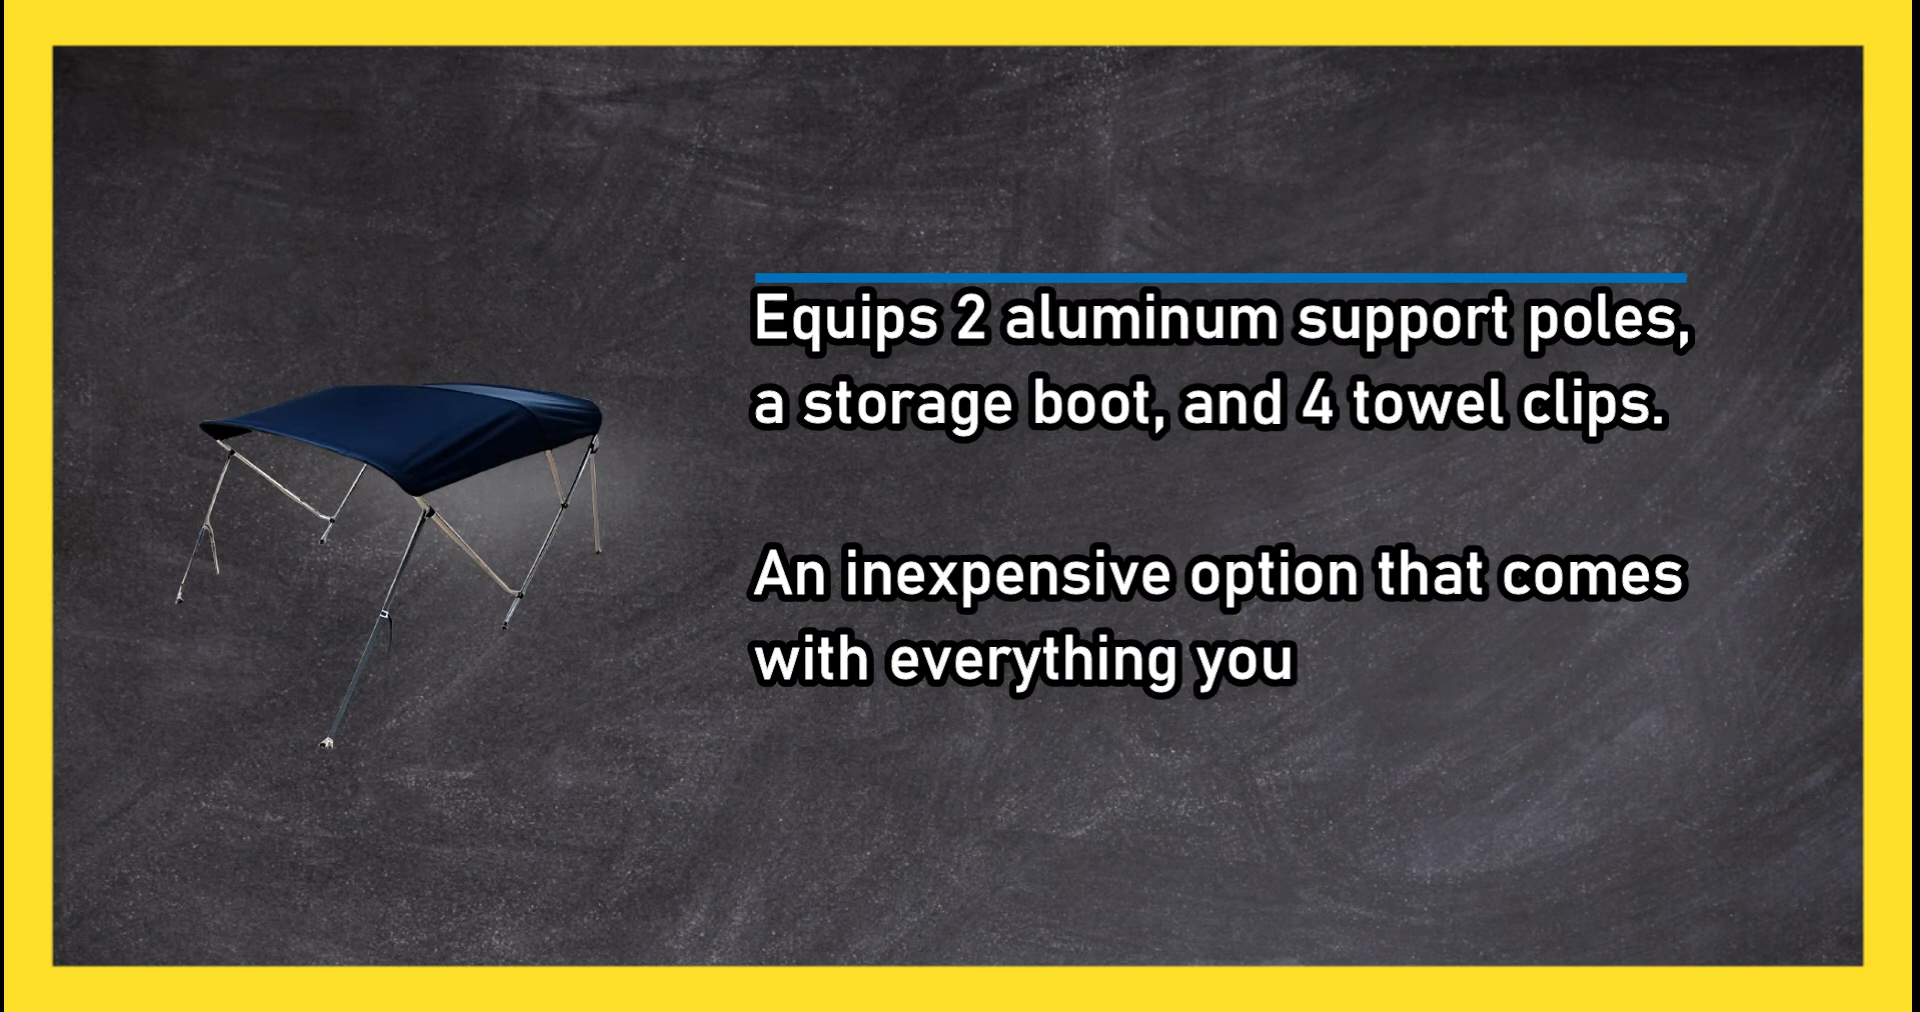 Equips 2 aluminum support poles,
a storage boot, and 4 towel clips.
An inexpensive option that comes
with everything you